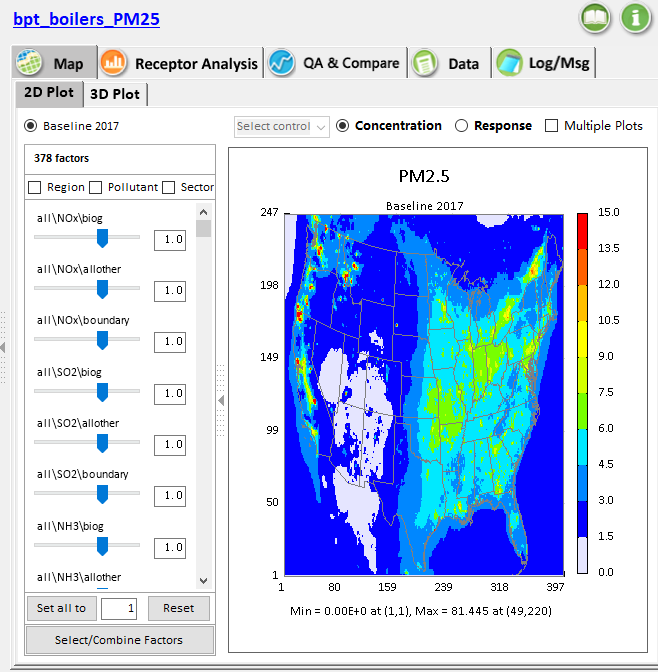 bpt_boilers_PM25
Map
Receptor Analysis
QA & Compare
Data
Log/Msg
2D Plot
3D Plot
Baseline 2017
Select control
Concentration
Response
Multiple Plots
378 factors
Region
Pollutant
Sector
all\NOx\biog
1.0
all\NOx\allother
1.0
all\NOx\boundary
1.0
all\SO2\biog
1.0
all\SO2\allother
1.0
all\SO2\boundary
1.0
all\NH3\biog
1.0
all\NH3\allother
Set all to
1
Reset
Select/Combine Factors
PM2.5
Baseline 2017
247
198
149
99
50
1
1
80
159
239
318
397
15.0
13.5
12.0
10.5
9.0
7.5
6.0
4.5
3.0
1.5
0.0
Min = 0.00E+0 at (1,1), Max = 81.445 at (49,220)